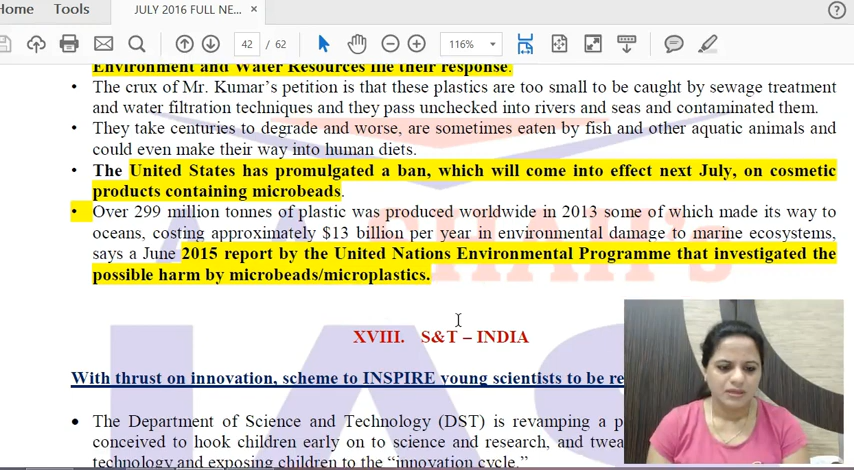 Home Tools
JULY 2016 FULL NE... ×
42 / 62 116%
Environment and Water Resources file their response.
• The crux of Mr. Kumar's petition is that these plastics are too small to be caught by sewage treatment
and water filtration techniques and they pass unchecked into rivers and seas and contaminated them.
• They take centuries to degrade and worse, are sometimes eaten by fish and other aquatic animals and
could even make their way into human diets.
• The United States has promulgated a ban, which will come into effect next July, on cosmetic
products containing microbeads.
• Over 299 million tonnes of plastic was produced worldwide in 2013 some of which made its way to
oceans, costing approximately $13 billion per year in environmental damage to marine ecosystems,
says a June 2015 report by the United Nations Environmental Programme that investigated the
possible harm by microbeads/microplastics.
XVIII. S&T – INDIA
With thrust on innovation, scheme to INSPIRE young scientists to be re
• The Department of Science and Technology (DST) is revamping a p
conceived to hook children early on to science and research, and twea
technology and exposing children to the "innovation cycle."